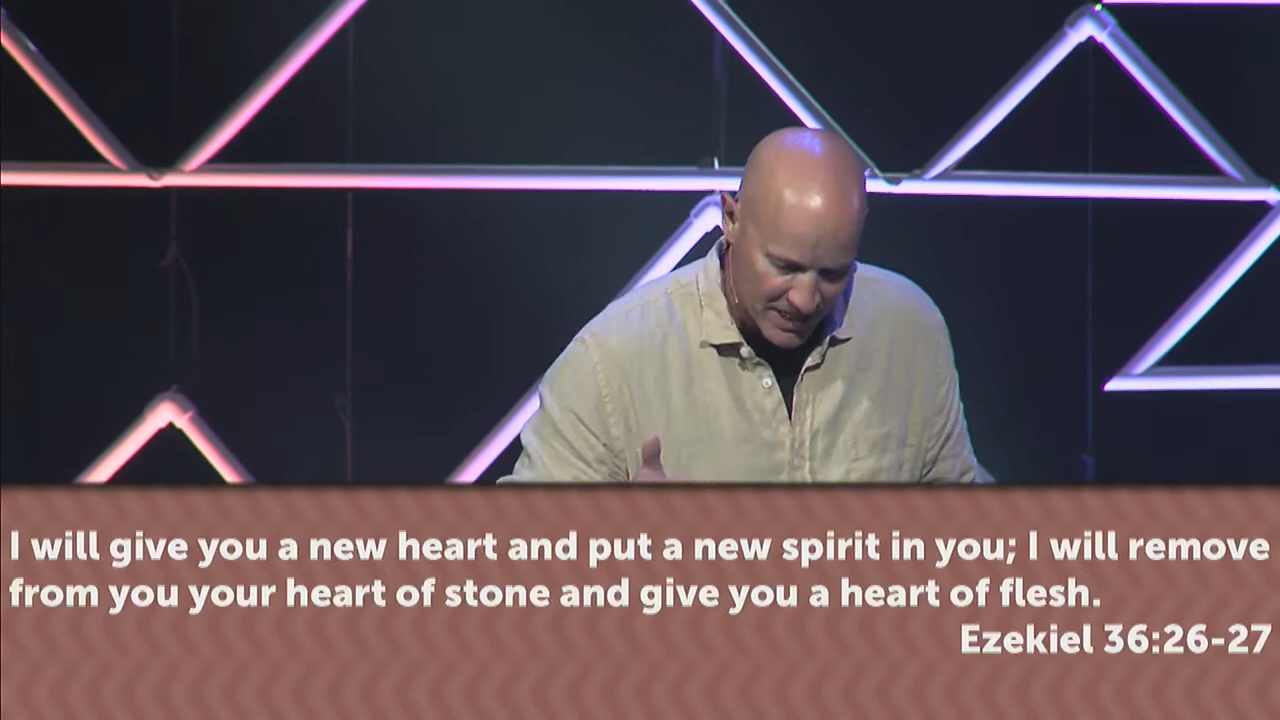 I will give you a new heart and put a new spirit in you; I will remove
from you your heart of stone and give you a heart of flesh.
Ezekiel 36:26-27